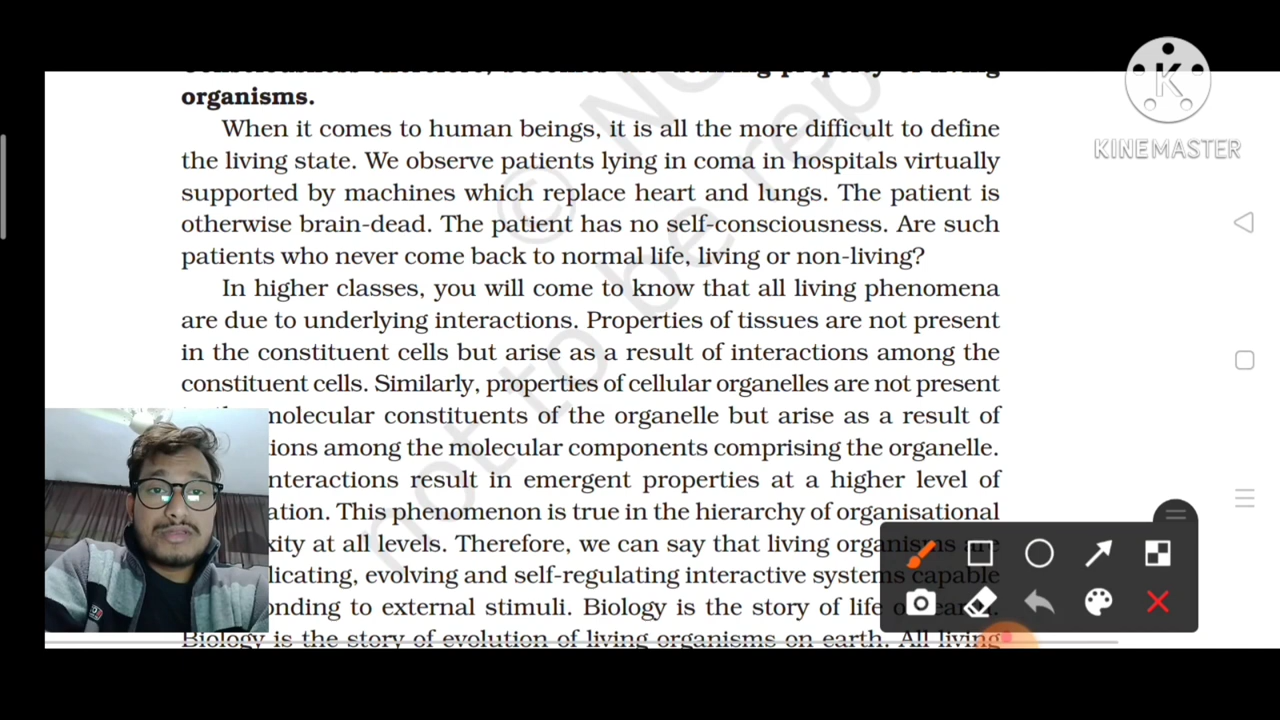 organisms.
When it comes to human beings, it is all the more difficult to define
the living state. We observe patients lying in coma in hospitals virtually
supported by machines which replace heart and lungs. The patient is
otherwise brain-dead. The patient has no self-consciousness. Are such
patients who never come back to normal life, living or non-living?
In higher classes, you will come to know that all living phenomena
are due to underlying interactions. Properties of tissues are not present
in the constituent cells but arise as a result of interactions among the
constituent cells. Similarly, properties of cellular organelles are not present
molecular constituents of the organelle but arise as a result of
ions among the molecular components comprising the organelle.
nteractions result in emergent properties at a higher level of
ation. This phenomenon is true in the hierarchy of organisational
xity at all levels. Therefore, we can say that living organisms are
licating, evolving and self-regulating interactive systems capable
onding to external stimuli. Biology is the story of life
Biology is the story of evolution of living organisms on earth. All living
K
KINEMASTER
not to be rep